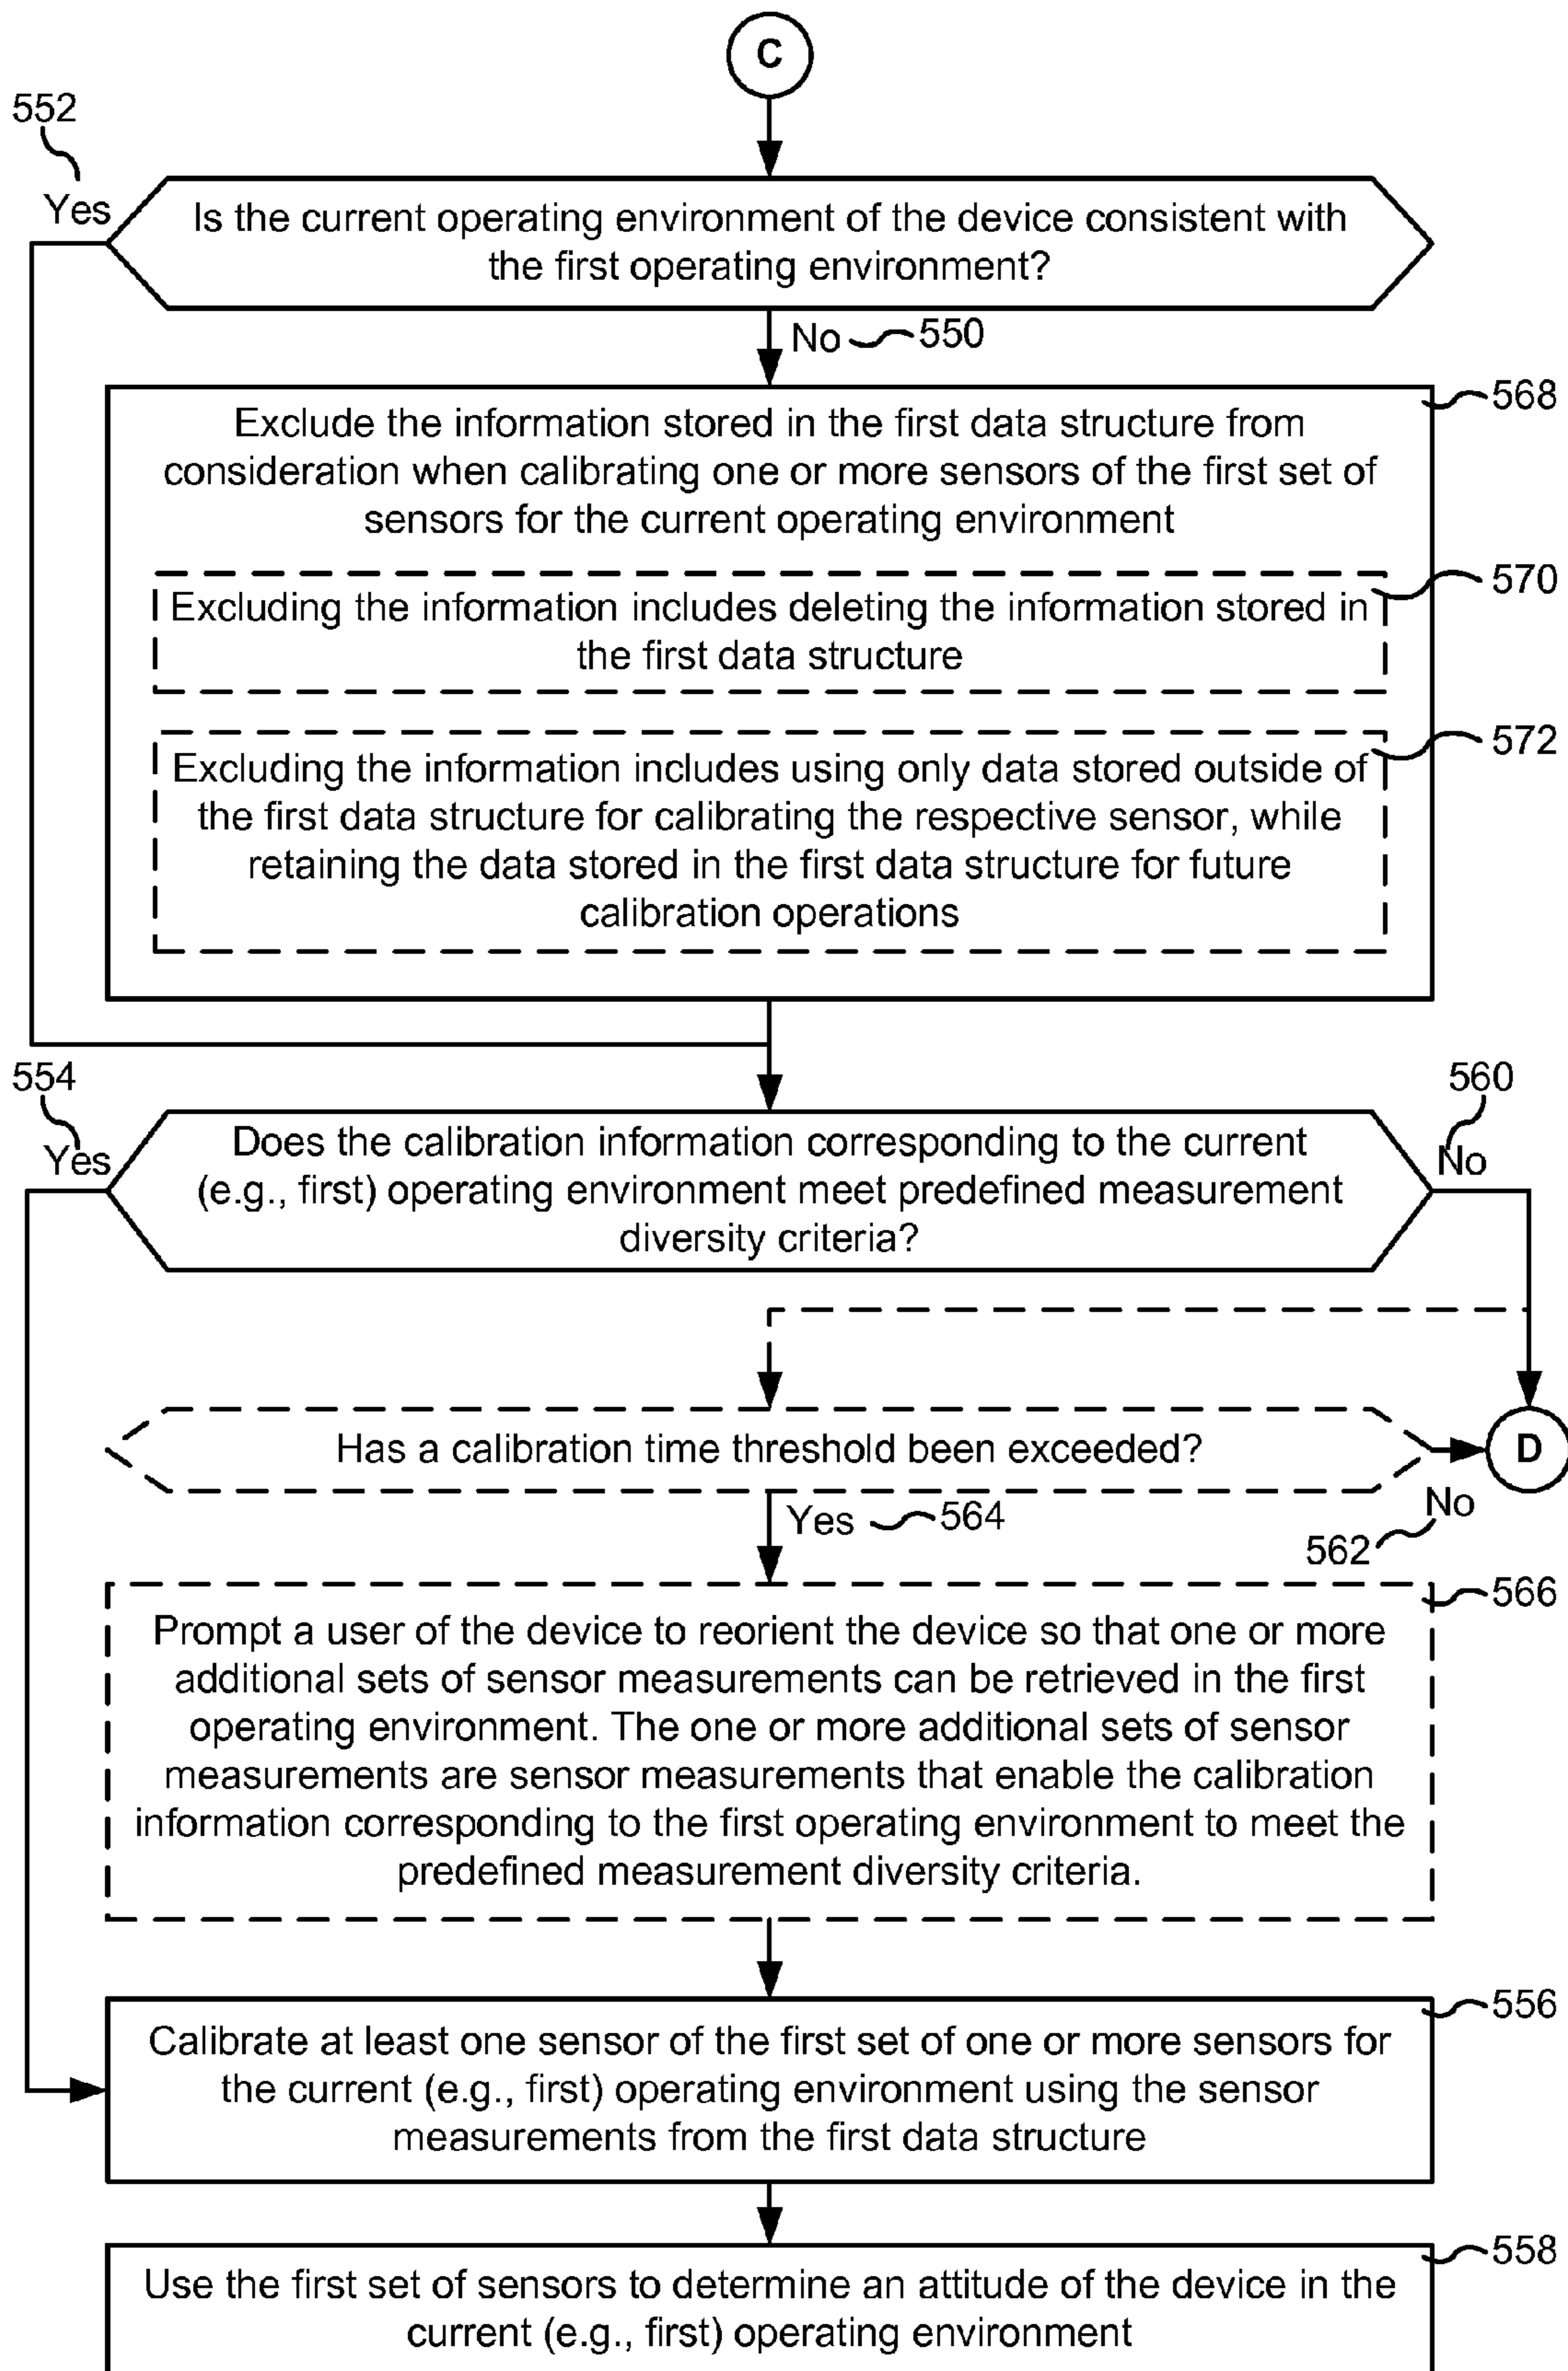 C
552
Yes
Is the current operating environment of the device consistent with
the first operating environment?
No 550
568
Exclude the information stored in the first data structure from
consideration when calibrating one or more sensors of the first set of
sensors for the current operating environment
570
Excluding the information includes deleting the information stored in
the first data structure
572
Excluding the information includes using only data stored outside of
the first data structure for calibrating the respective sensor, while
retaining the data stored in the first data structure for future
calibration operations
554
Yes
560
No
Does the calibration information corresponding to the current
(e.g., first) operating environment meet predefined measurement
diversity criteria?
Has a calibration time threshold been exceeded?
D
Yes 564
No
562
566
Prompt a user of the device to reorient the device so that one or more
additional sets of sensor measurements can be retrieved in the first
operating environment. The one or more additional sets of sensor
measurements are sensor measurements that enable the calibration
information corresponding to the first operating environment to meet the
predefined measurement diversity criteria.
556
Calibrate at least one sensor of the first set of one or more sensors for
the current (e.g., first) operating environment using the sensor
measurements from the first data structure
558
Use the first set of sensors to determine an attitude of the device in the
current (e.g., first) operating environment